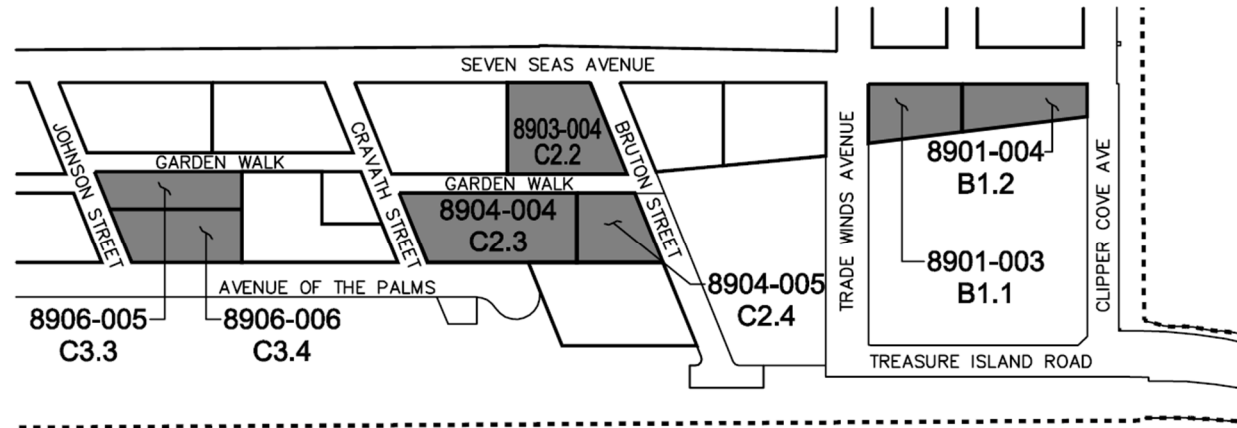 SEVEN SEAS AVENUE
JOHNSON STREET
GARDEN WALK
CRAVATH STREET
8903-004
C2.2
BRUTON STREET
GARDEN WALK
8904-004
C2.3
TRADE WINDS AVENUE
8901-004
B1.2
CLIPPER COVE AVE
8901-003
B1.1
AVENUE OF THE PALMS
8904-005
C2.4
8906-005
C3.3
8906-006
C3.4
TREASURE ISLAND ROAD